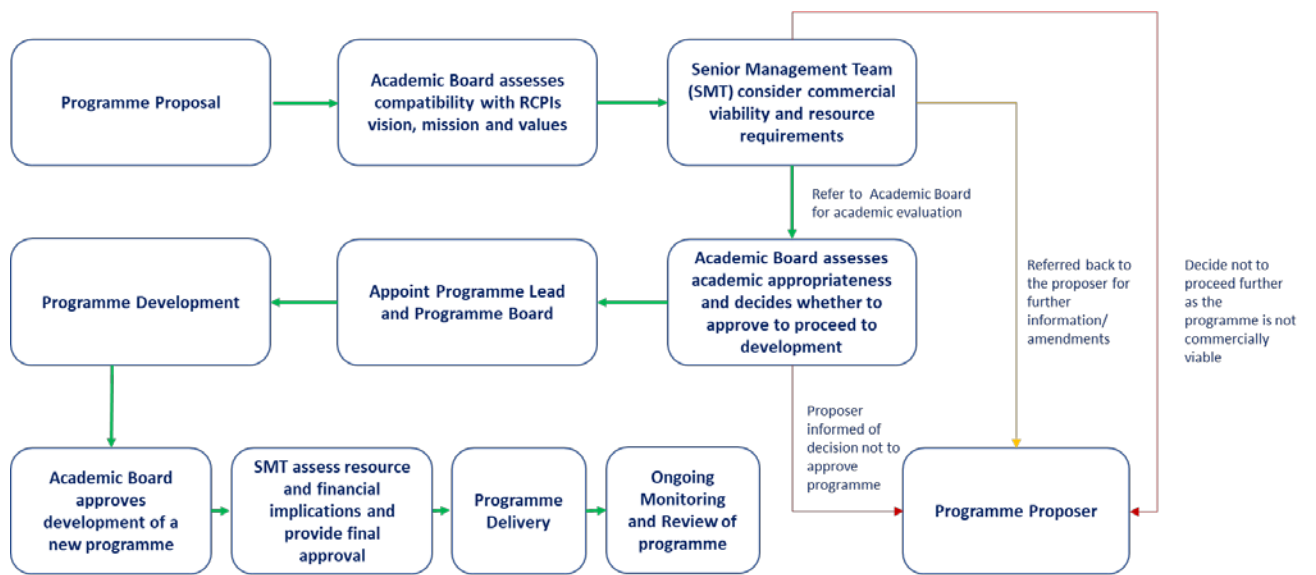 Programme Proposal
Academic Board assesses
compatibility with RCPIs
vision, mission and values
Senior Management Team
(SMT) consider commercial
viability and resource
requirements
Refer to Academic Board
for academic evaluation
Programme Development
Appoint Programme Lead
and Programme Board
Academic Board assesses
academic appropriateness
and decides whether to
approve to proceed to
development
Referred back to
the proposer for
further
information/
amendments
Decide not to
proceed further
as the
programme is not
commercially
viable
Proposer
informed of
decision not to
approve
programme
Academic Board
approves
development of a
new programme
SMT assess resource
and financial
implications and
provide final
approval
Programme
Delivery
Ongoing
Monitoring
and Review of
programme
Programme Proposer